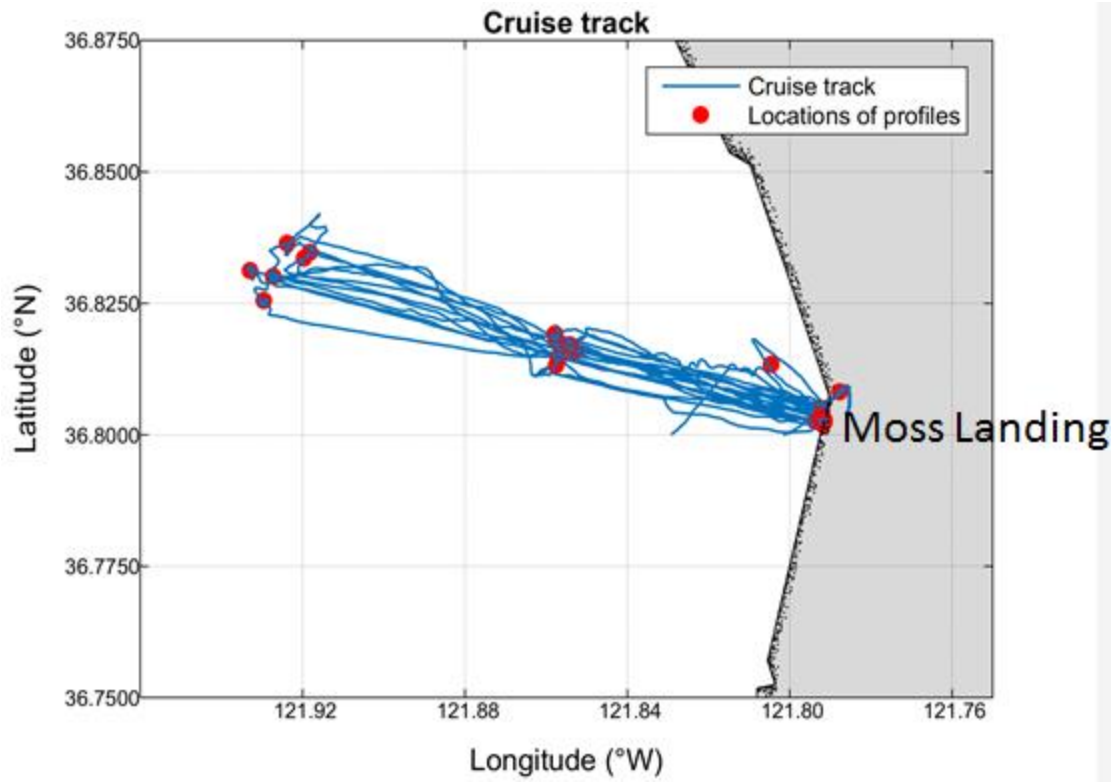 Cruise track
Cruise track
Locations of profiles
36.8750
36.8500
36.8250
36.8000
36.7750
36.7500
Latitude (°N)
Moss Landing
121.92
121.88
121.84
121.80
121.76
Longitude (°W)